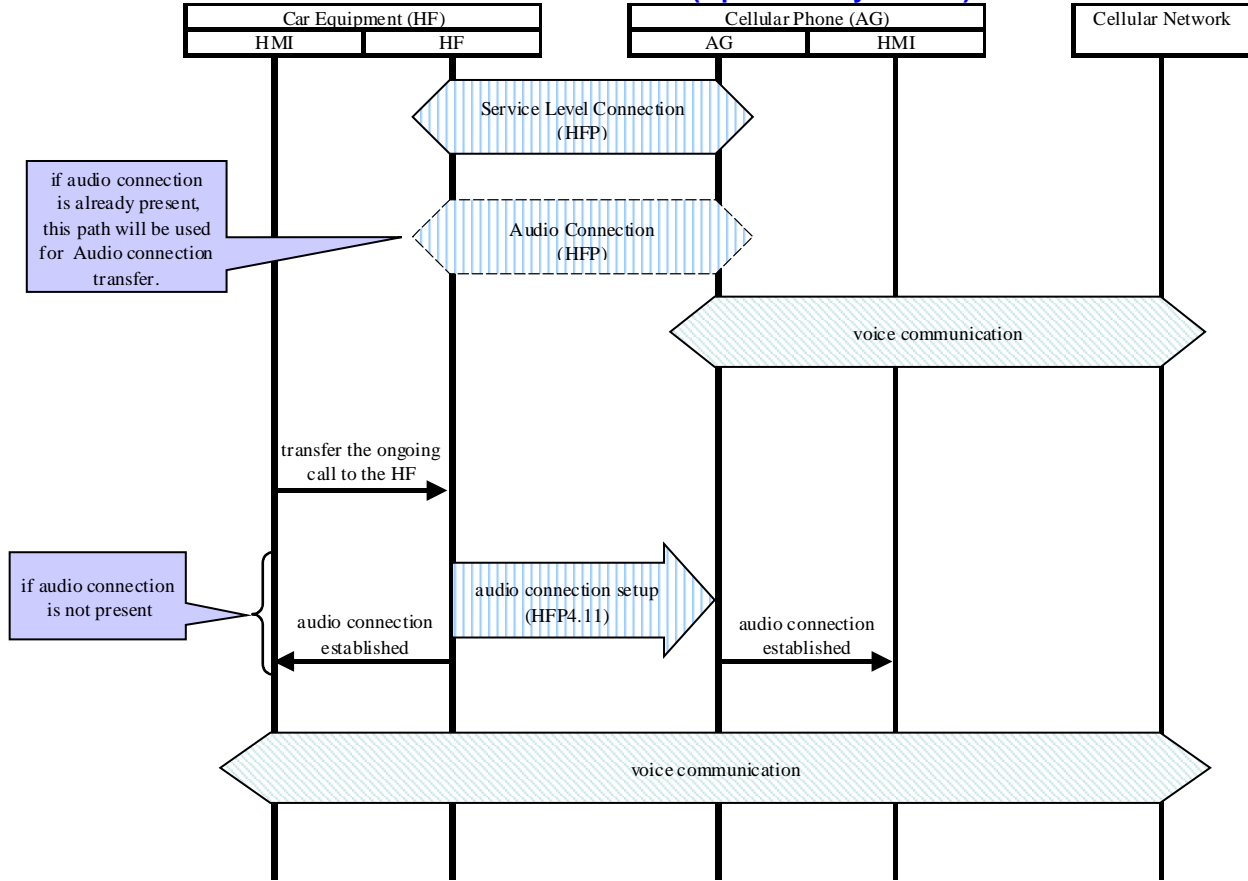 Car Equipment (HF)
Cellular Phone (AG)
Cellular Network
HMI
HF
AG
HMI
Service Level Connection
(HFP)
if audio connection
is already present,
this path will be used
for Audio connection
transfer.
Audio Connection
(HFP)
voice communication
transfer the ongoing
call to the HF
if audio connection
is not present
audio connection setup
(HFP4.11)
audio connection
established
audio connection
established
voice communication